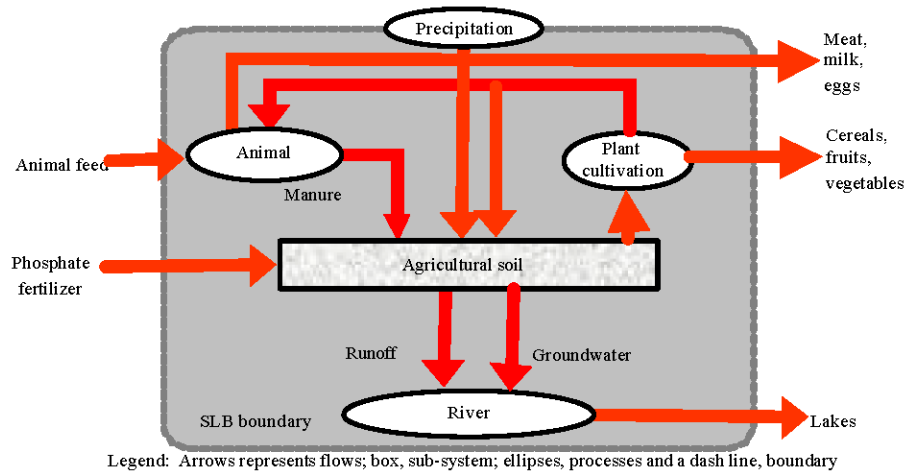 Precipitation
Meat,
milk,
eggs
Animal feed
Animal
Plant
cultivation
Cereals,
fruits,
vegetables
Manure
Phosphate
fertilizer
Agricultural soil
Runoff
Groundwater
SLB boundary
River
Lakes
Legend: Arrows represents flows; box, sub-system; ellipses, processes and a dash line, boundary